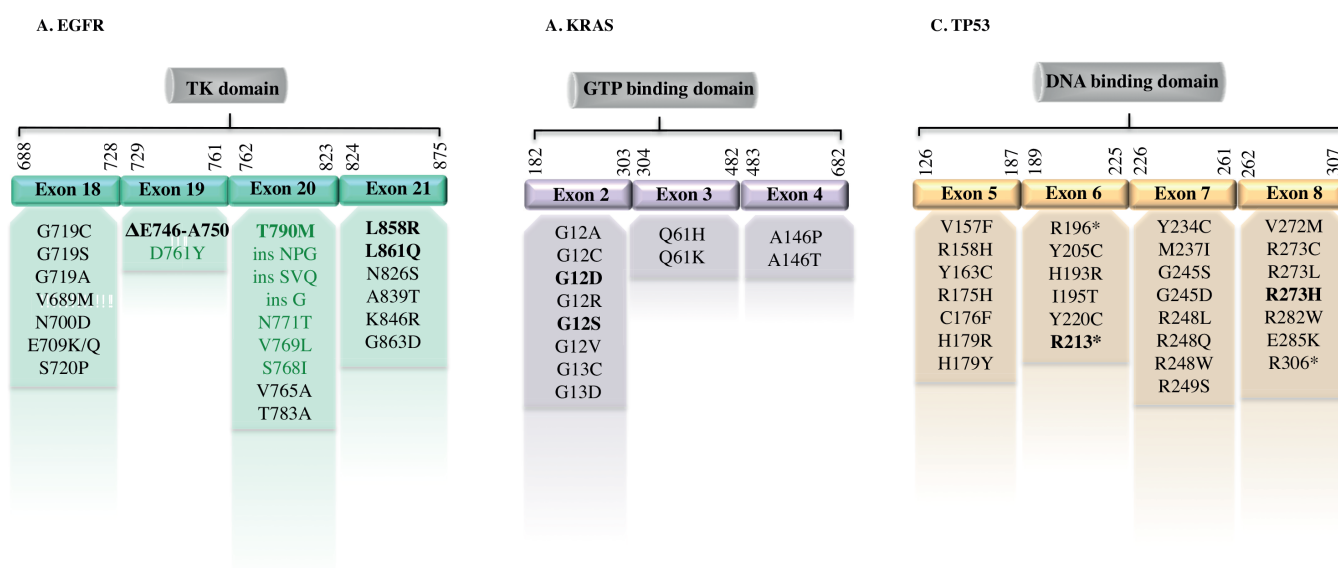 A. EGFR
TK domain
688
728
729
761
762
823
824
875
Exon 18
Exon 19
Exon 20
Exon 21
G719C
G719S
G719A
V689M
N700D
E709K/Q
S720P
ΔE746-A750
D761Y
T790M
ins NPG
ins SVQ
ins G
N771T
V769L
S768I
V765A
T783A
L858R
L861Q
N826S
A839T
K846R
G863D
A. KRAS
GTP binding domain
182
303
304
482
483
682
Exon 2
Exon 3
Exon 4
G12A
G12C
G12D
G12R
G12S
G12V
G13C
G13D
Q61H
Q61K
A146P
A146T
C. TP53
DNA binding domain
126
187
189
225
226
261
262
307
Exon 5
Exon 6
Exon 7
Exon 8
V157F
R158H
Y163C
R175H
C176F
H179R
H179Y
R196*
Y205C
H193R
I195T
Y220C
R213*
Y234C
M237I
G245S
G245D
R248L
R248Q
R248W
R249S
V272M
R273C
R273L
R273H
R282W
E285K
R306*